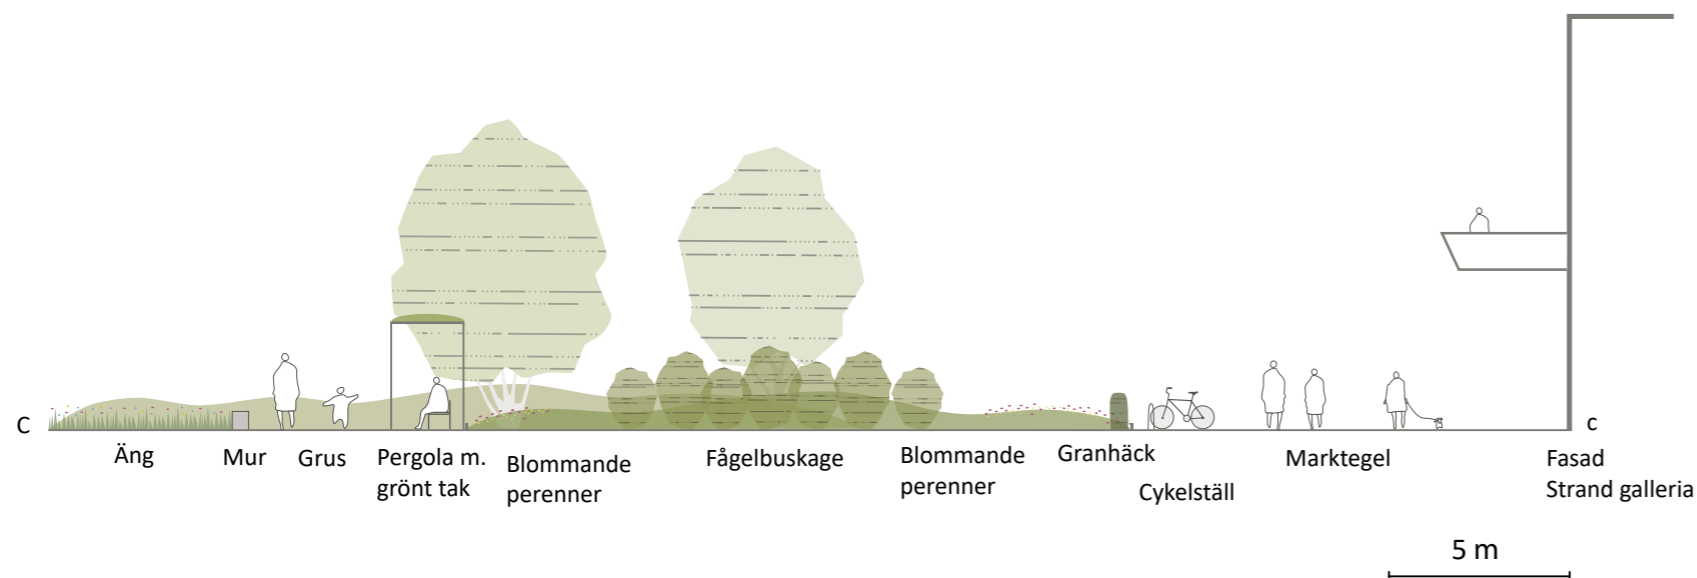 C
c
Äng
Mur
Grus
Pergola m.
grönt tak
Blommande
perenner
Fågelbuskage
Blommande
perenner
Granhäck
Cykelställ
Marktegel
Fasad
Strand galleria
5 m